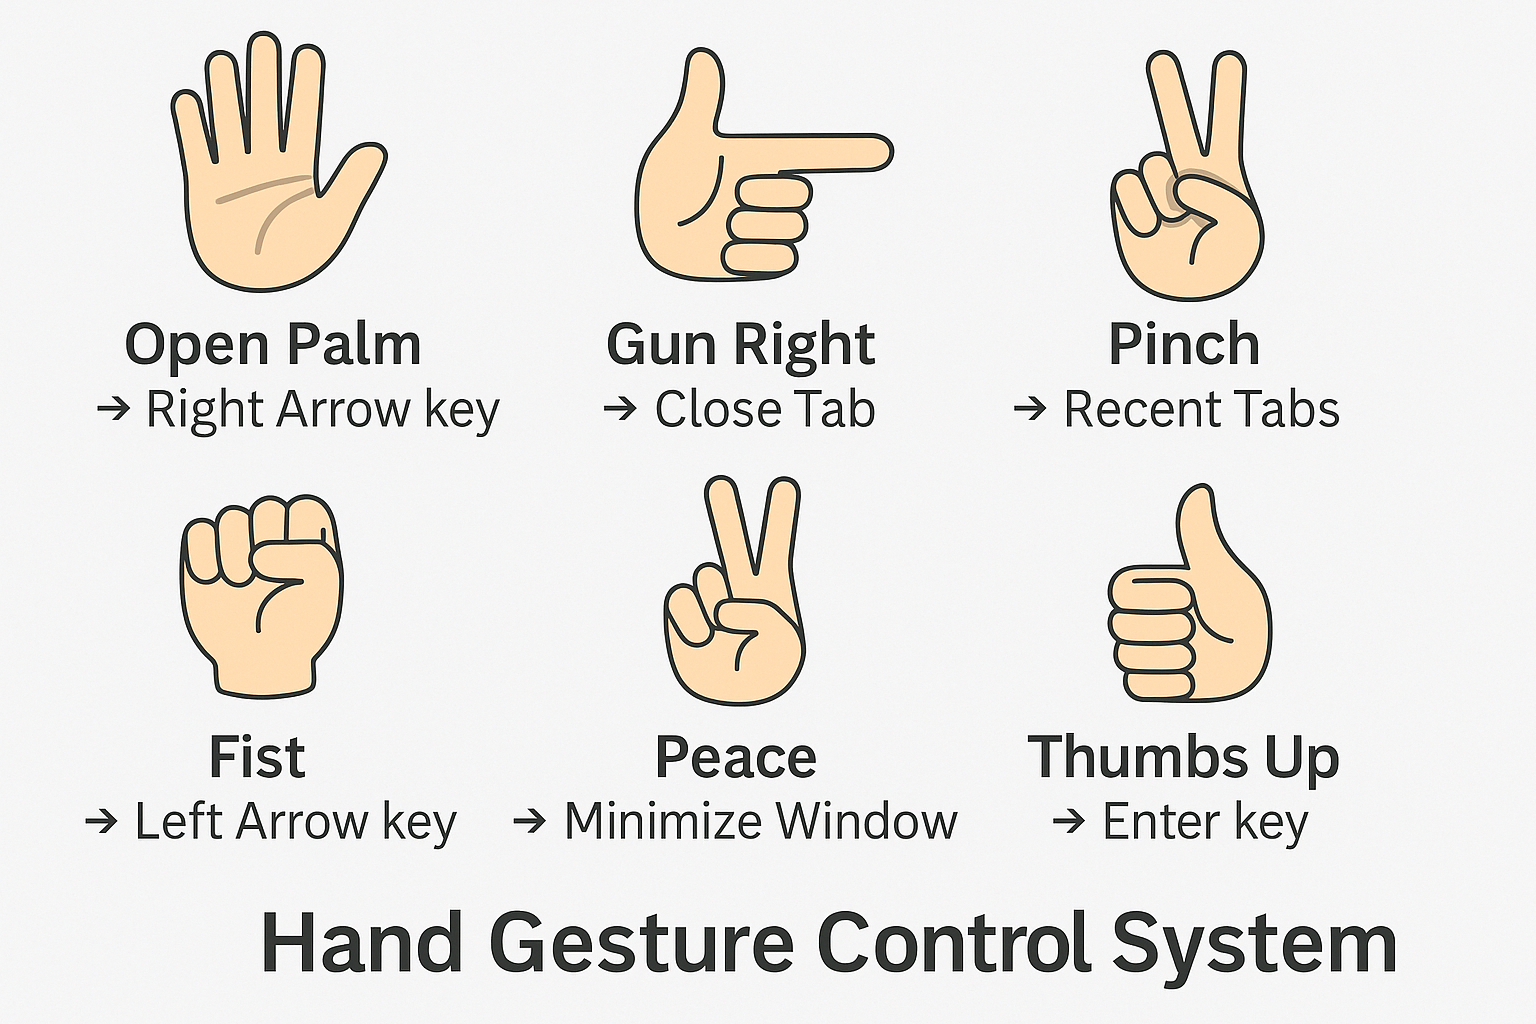 Open Palm
→ Right Arrow key
Gun Right
→ Close Tab
Pinch
→ Recent Tabs
Fist
→ Left Arrow key
Peace
→ Minimize Window
Thumbs Up
→ Enter key
Hand Gesture Control System